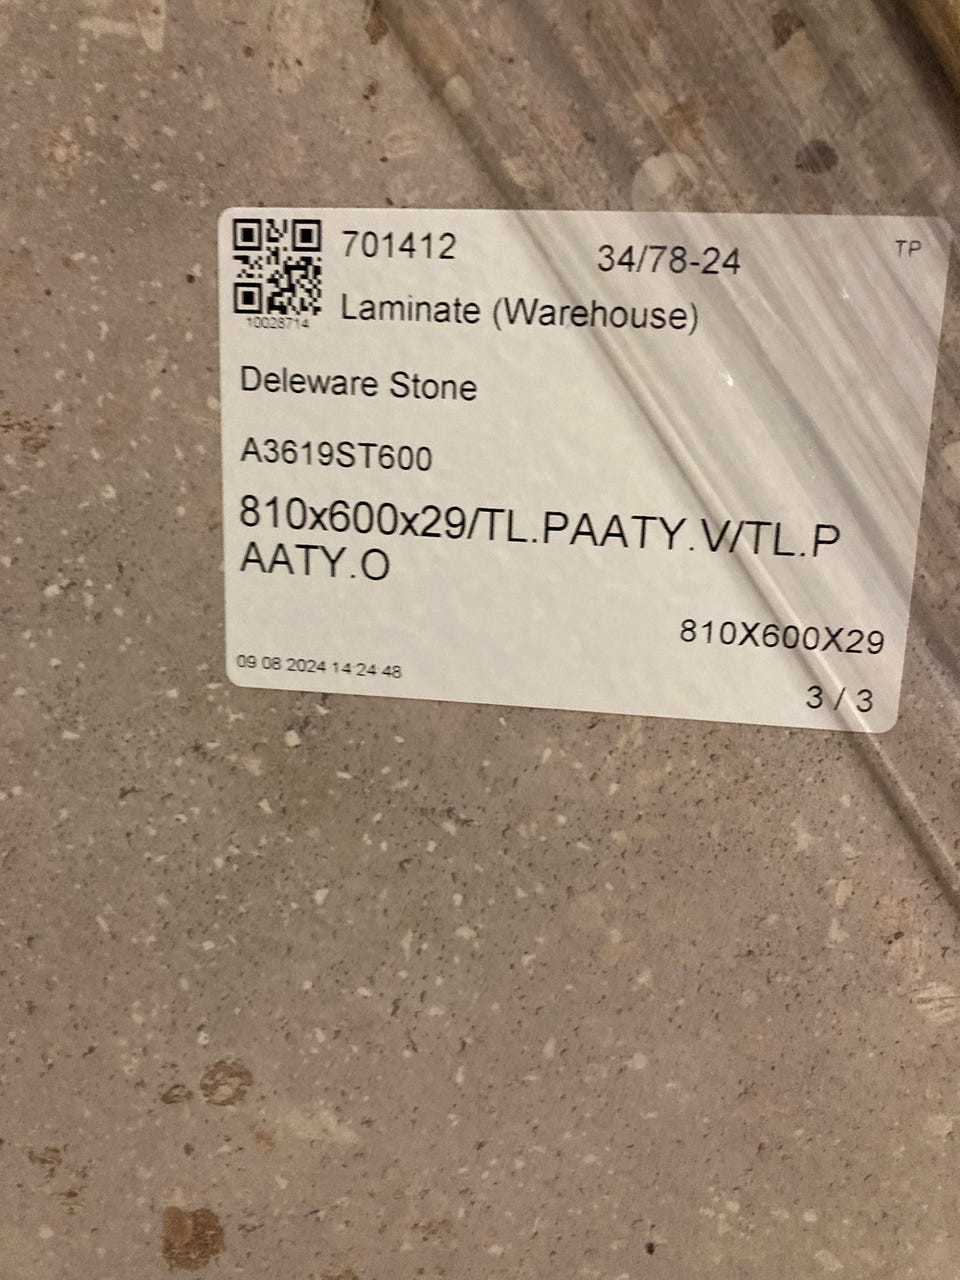 701412 34/78-24 TP
10028714
Laminate (Warehouse)
Deleware Stone
A3619ST600
810x600x29/TL.PAATY.V/TL.P
AATY.O
810X600X29
09 08 2024 14 24 48
3 / 3